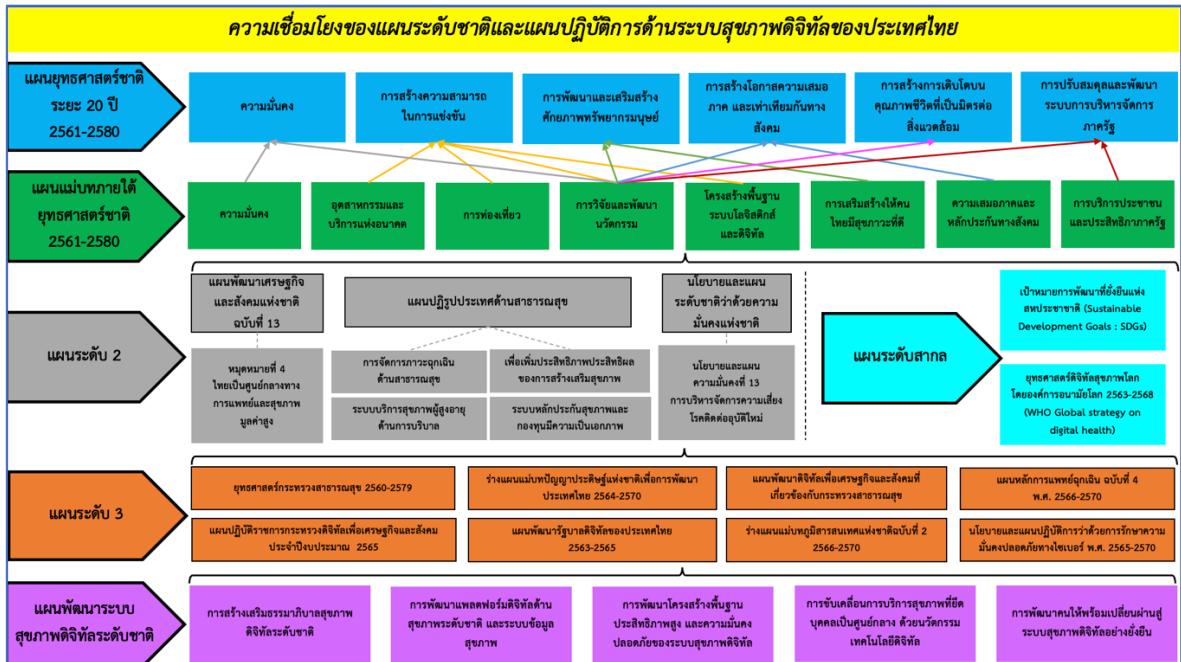 ความเชื่อมโยงของแผนระดับชาติและแผนปฏิบัติการด้านระบบสุขภาพดิจิทัลของประเทศไทย
แผนยุทธศาสตร์ชาติ
ระยะ 20 ปี
2561-2580
ความมั่นคง
การสร้างความสามารถ
ในการแข่งขัน
การพัฒนาและเสริมสร้าง
ศักยภาพทรัพยากรมนุษย์
การสร้างโอกาสความเสมอ
ภาค และเท่าเทียมกันทาง
สังคม
การสร้างการเติบโตบน
คุณภาพชีวิตที่เป็นมิตรต่อ
สิ่งแวดล้อม
การปรับสมดุลและพัฒนา
ระบบการบริหารจัดการ
ภาครัฐ
แผนแม่บทภายใต้
ยุทธศาสตร์ชาติ
2561-2580
ความมั่นคง
อุตสาหกรรมและ
บริการแห่งอนาคต
การท่องเที่ยว
การวิจัยและพัฒนา
นวัตกรรม
โครงสร้างพื้นฐาน
ระบบโลจิสติกส์
และดิจิทัล
การเสริมสร้างให้คน
ไทยมีสุขภาวะที่ดี
ความเสมอภาคและ
หลักประกันทางสังคม
การบริการประชาชน
และประสิทธิภาภาครัฐ
แผนระดับ 2
แผนพัฒนาเศรษฐกิจ
และสังคมแห่งชาติ
ฉบับที่ 13
แผนปฏิรูปประเทศด้านสาธารณสุข
นโยบายและแผน
ระดับชาติว่าด้วยความ
มั่นคงแห่งชาติ
หมุดหมายที่ 4
ไทยเป็นศูนย์กลางทาง
การแพทย์และสุขภาพ
มูลค่าสูง
การจัดการภาวะฉุกเฉิน
ด้านสาธารณสุข
เพื่อเพิ่มประสิทธิภาพประสิทธิผล
ของการสร้างเสริมสุขภาพ
ระบบบริการสุขภาพผู้สูงอายุ
ด้านการบริบาล
ระบบหลักประกันสุขภาพและ
กองทุนมีความเป็นเอกภาพ
นโยบายและแผน
ความมั่นคงที่ 13
การบริหารจัดการความเสี่ยง
โรคติดต่ออุบัติใหม่
แผนระดับสากล
เป้าหมายการพัฒนาที่ยั่งยืนแห่ง
สหประชาชาติ (Sustainable
Development Goals : SDGs)
ยุทธศาสตร์ดิจิทัลสุขภาพโลก
โดยองค์การอนามัยโลก 2563-2568
(WHO Global strategy on
digital health)
แผนระดับ 3
ยุทธศาสตร์กระทรวงสาธารณสุข 2560-2579
ร่างแผนแม่บทปัญญาประดิษฐ์แห่งชาติเพื่อการพัฒนา
ประเทศไทย 2564-2570
แผนพัฒนาดิจิทัลเพื่อเศรษฐกิจและสังคมที่
เกี่ยวข้องกับกระทรวงสาธารณสุข
แผนหลักการแพทย์ฉุกเฉิน ฉบับที่ 4
พ.ศ. 2566-2570
แผนปฏิบัติราชการกระทรวงดิจิทัลเพื่อเศรษฐกิจและสังคม
ประจำปีงบประมาณ 2565
แผนพัฒนารัฐบาลดิจิทัลของประเทศไทย
2563-2565
ร่างแผนแม่บทภูมิสารสนเทศแห่งชาติฉบับที่ 2
2566-2570
นโยบายและแผนปฏิบัติการว่าด้วยการรักษาความ
มั่นคงปลอดภัยทางไซเบอร์ พ.ศ. 2565-2570
แผนพัฒนาระบบ
สุขภาพดิจิทัลระดับชาติ
การสร้างเสริมธรรมาภิบาลสุขภาพ
ดิจิทัลระดับชาติ
การพัฒนาแพลตฟอร์มดิจิทัลด้าน
สุขภาพระดับชาติ และระบบข้อมูล
สุขภาพ
การพัฒนาโครงสร้างพื้นฐาน
ประสิทธิภาพสูง และความมั่นคง
ปลอดภัยของระบบสุขภาพดิจิทัล
การขับเคลื่อนการบริการสุขภาพที่ยึด
บุคคลเป็นศูนย์กลาง ด้วยนวัตกรรม
เทคโนโลยีดิจิทัล
การพัฒนาคนให้พร้อมเปลี่ยนผ่านสู่
ระบบสุขภาพดิจิทัลอย่างยั่งยืน